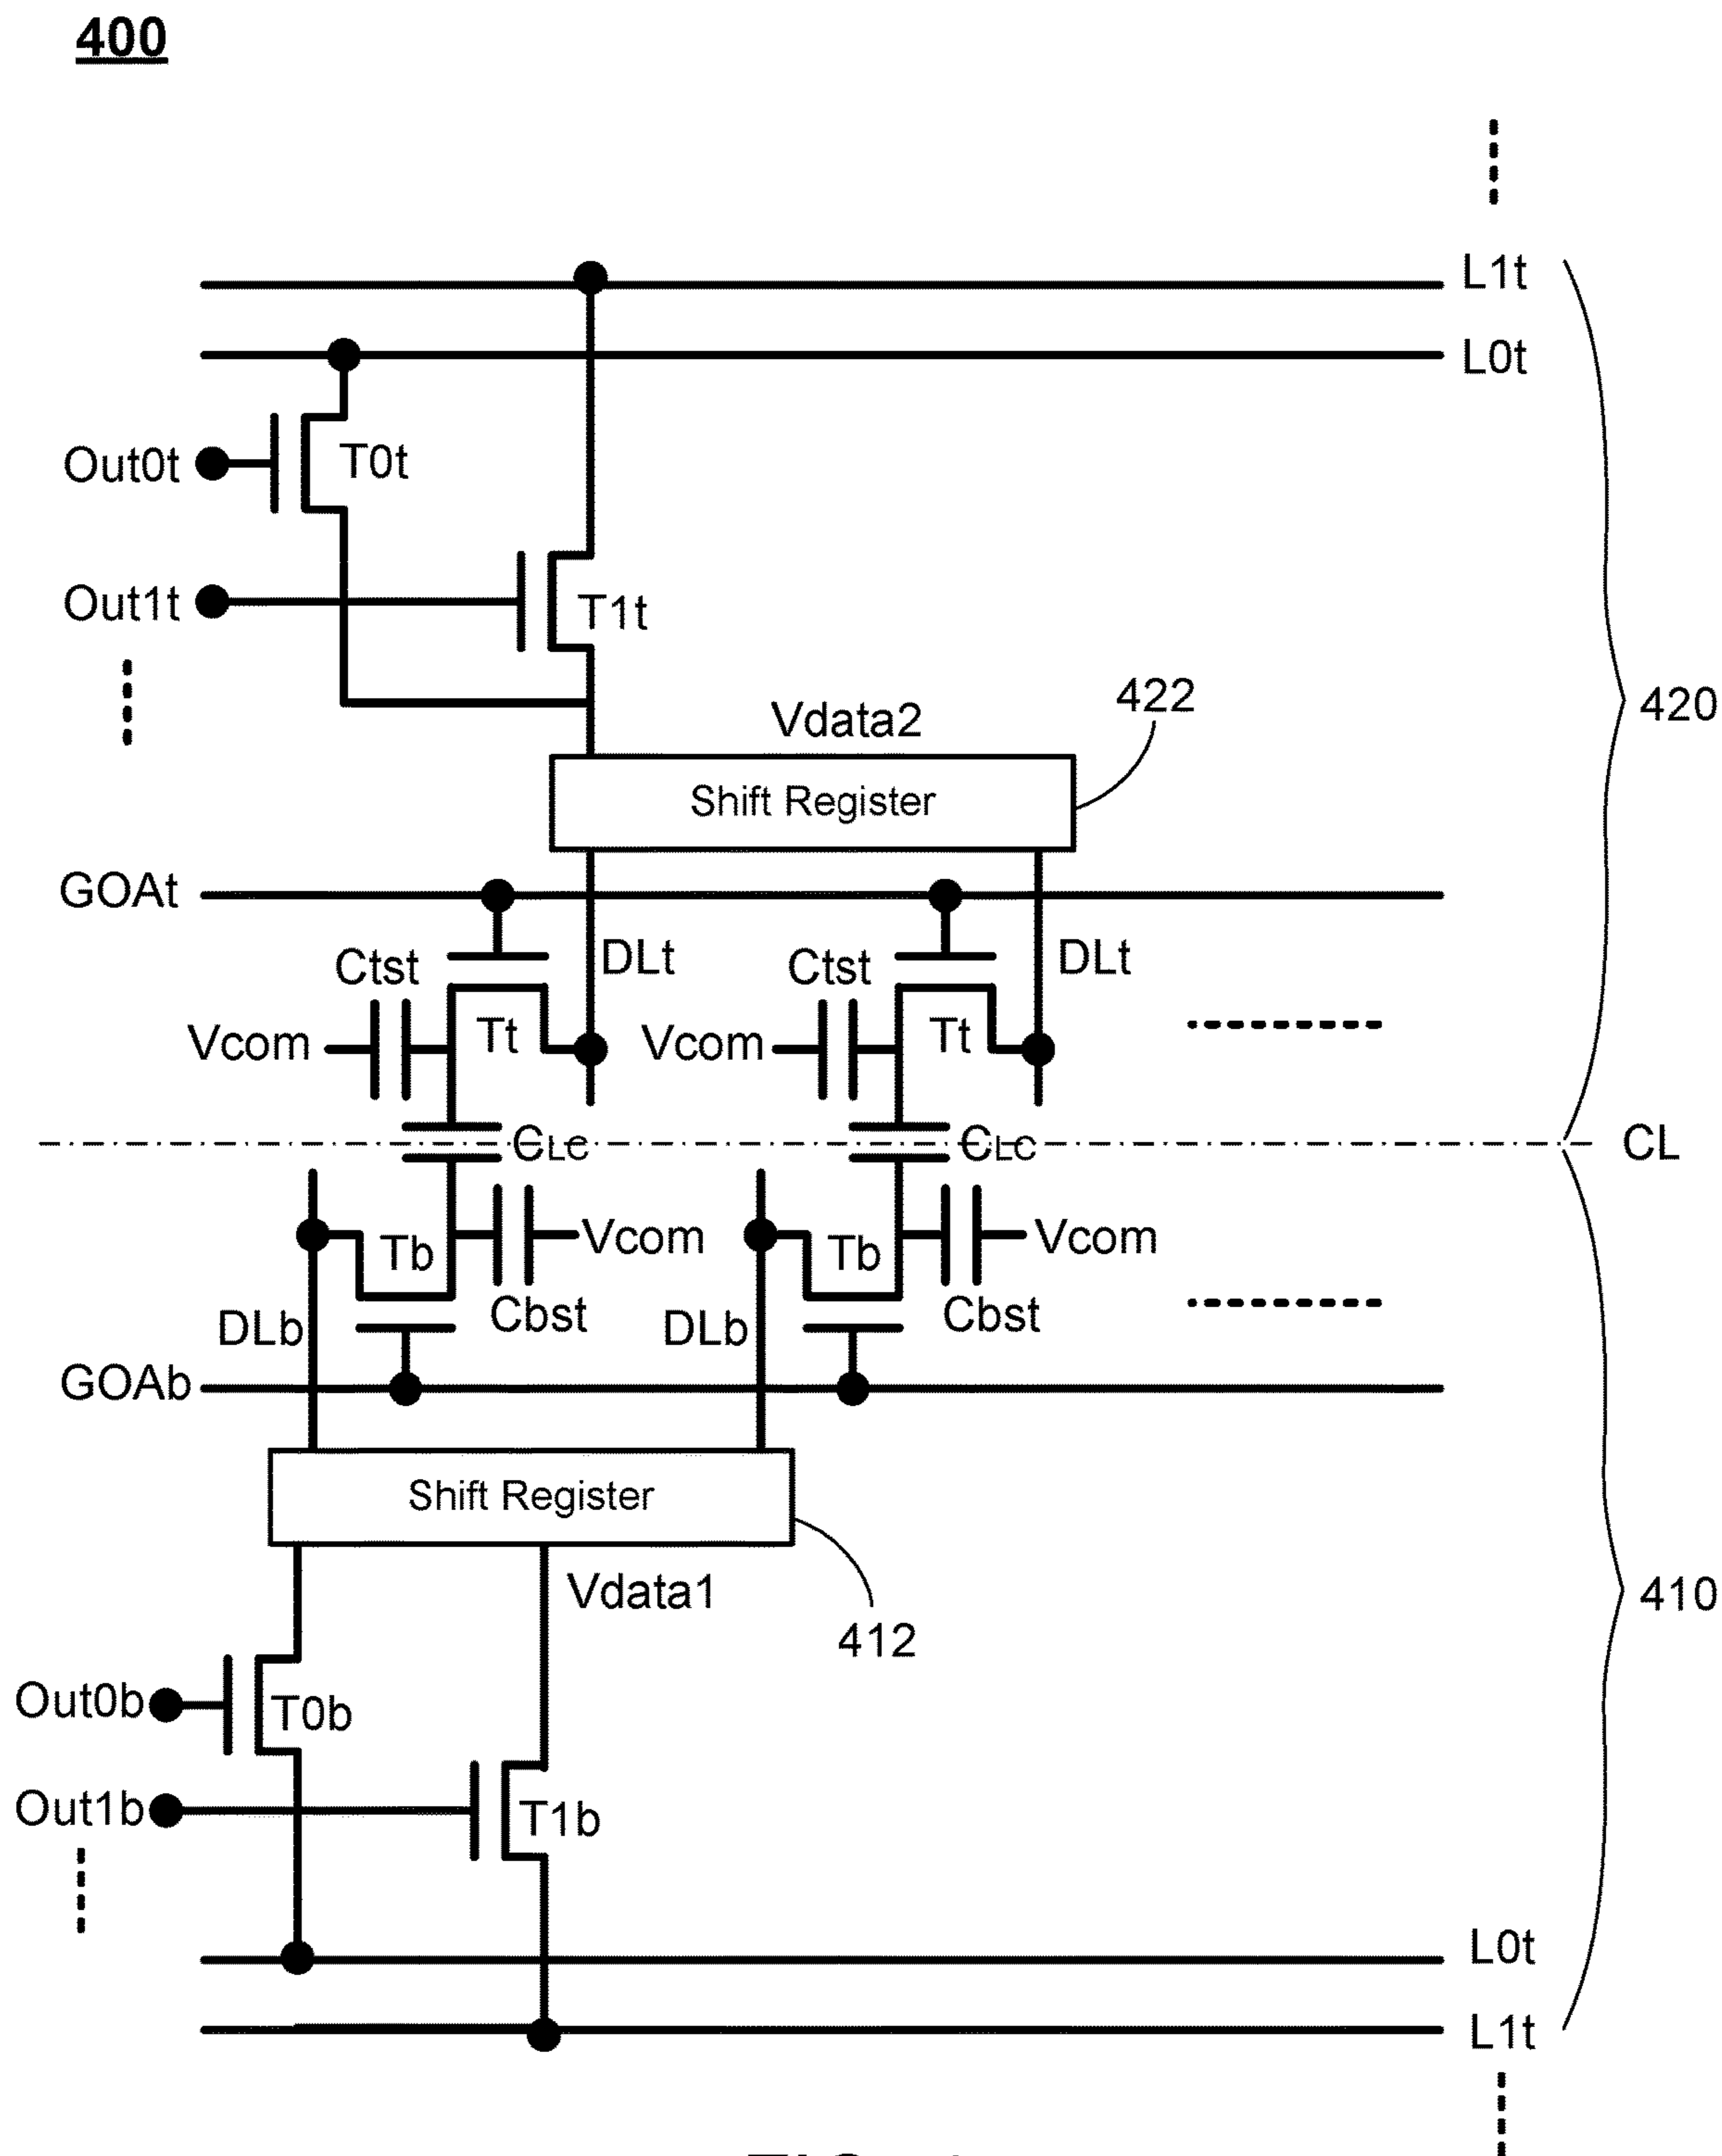 400
L1t
L0t
Out0t
T0t
Out1t
T1t
Vdata2
422
420
Shift Register
GOAt
Ctst
DLt
Ctst
DLt
Vcom
Tt
Vcom
Tt
CLC
CLC
CL
Tb
Vcom
Tb
Vcom
DLb
Cbst
DLb
Cbst
GOAb
Shift Register
Vdata1
412
410
Out0b
T0b
Out1b
T1b
L0t
L1t